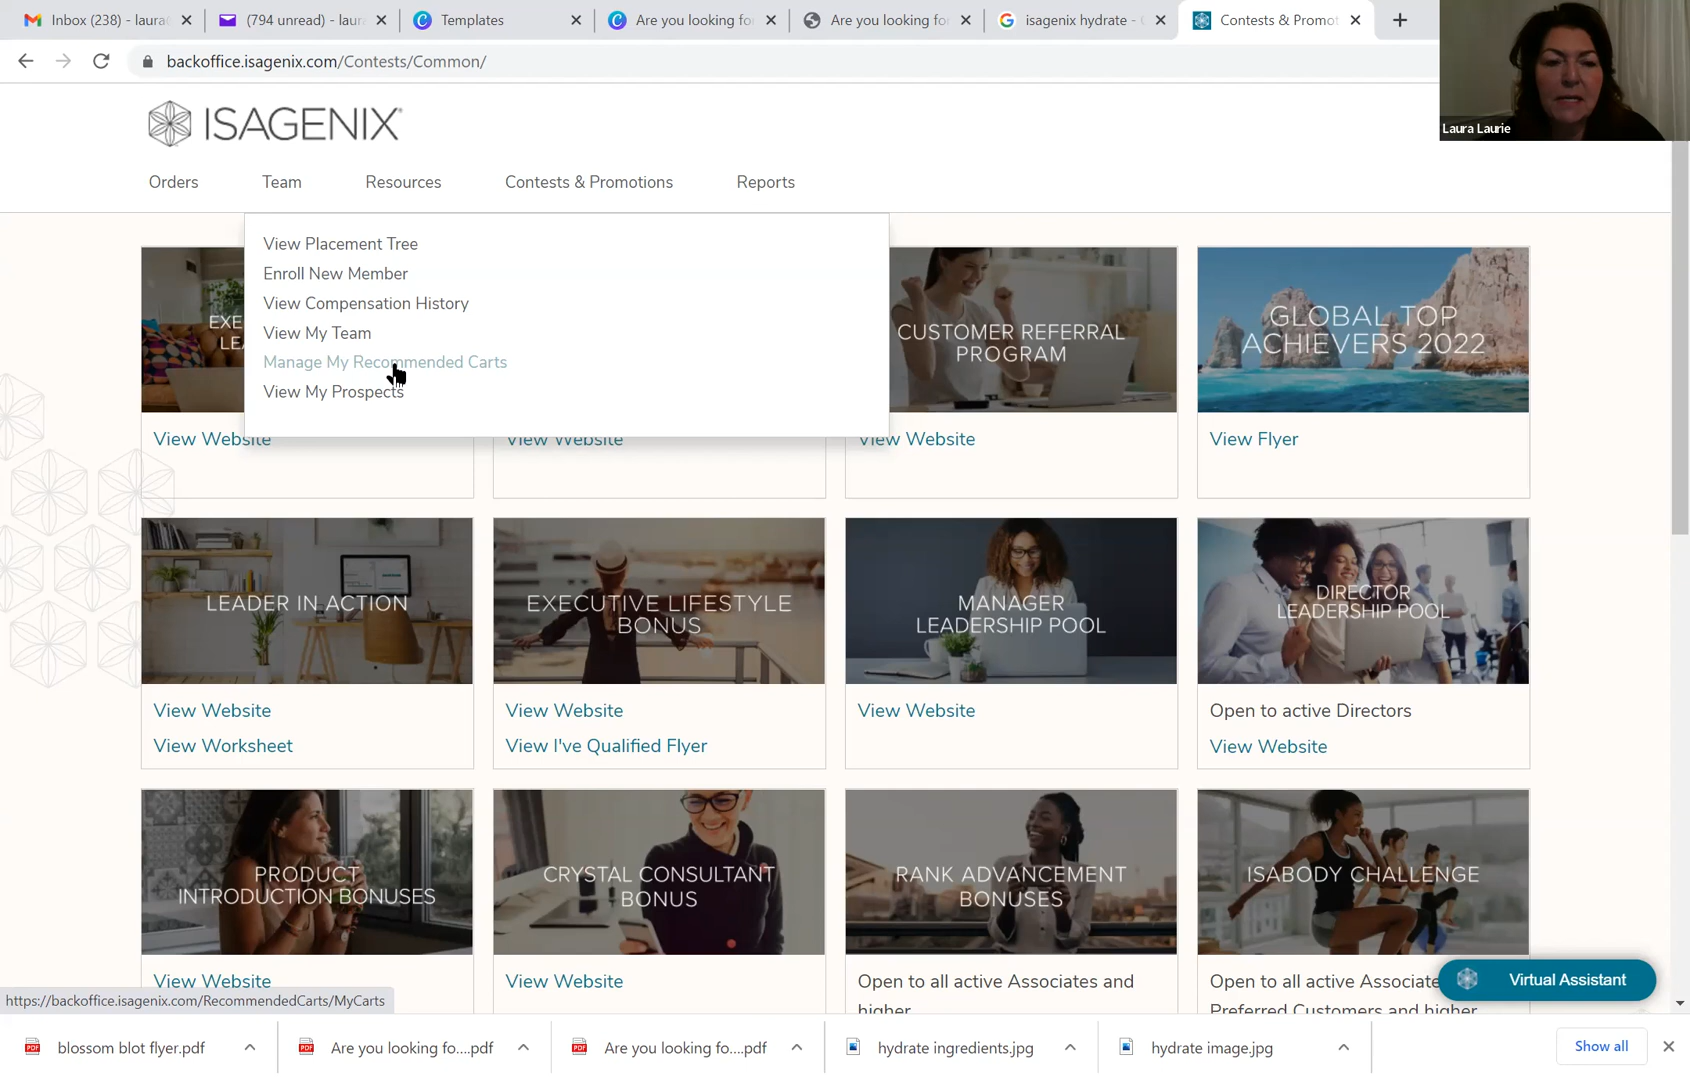 Inbox (238) - laura
(794 unread) - laur
Templates
Are you looking fo
Are you looking fo
isagenix hydrate -
Contests & Promot
backoffice.isagenix.com/Contests/Common/
Laura Laurie
ISAGENIX
Orders
Team
Resources
Contests & Promotions
Reports
View Placement Tree
Enroll New Member
View Compensation History
View My Team
Manage My Recommended Carts
View My Prospects
CUSTOMER REFERRAL
PROGRAM
GLOBAL TOP
ACHIEVERS 2022
View Website
View Website
View Website
View Flyer
LEADER IN ACTION
EXECUTIVE LIFESTYLE
BONUS
MANAGER
LEADERSHIP POOL
DIRECTOR
LEADERSHIP POOL
View Website
View Worksheet
View Website
View I've Qualified Flyer
View Website
Open to active Directors
View Website
PRODUCT
INTRODUCTION BONUSES
CRYSTAL CONSULTANT
BONUS
RANK ADVANCEMENT
BONUSES
ISABODY CHALLENGE
View Website
View Website
Open to all active Associates and
higher
Open to all active Associate
Preferred Customers and higher
Virtual Assistant
https://backoffice.isagenix.com/RecommendedCarts/MyCarts
blossom blot flyer.pdf
Are you looking fo....pdf
Are you looking fo....pdf
hydrate ingredients.jpg
hydrate image.jpg
Show all